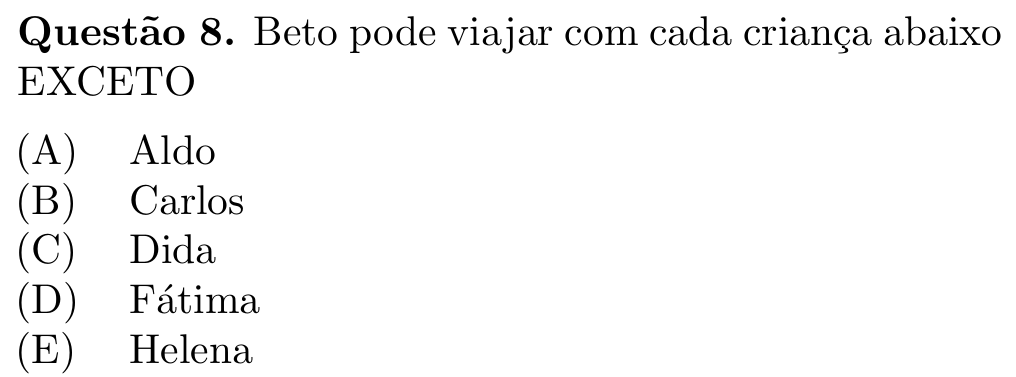 Questão 8. Beto pode viajar com cada criança abaixo
EXCETO
(A) Aldo
(B) Carlos
(C) Dida
(D) Fátima
(E) Helena